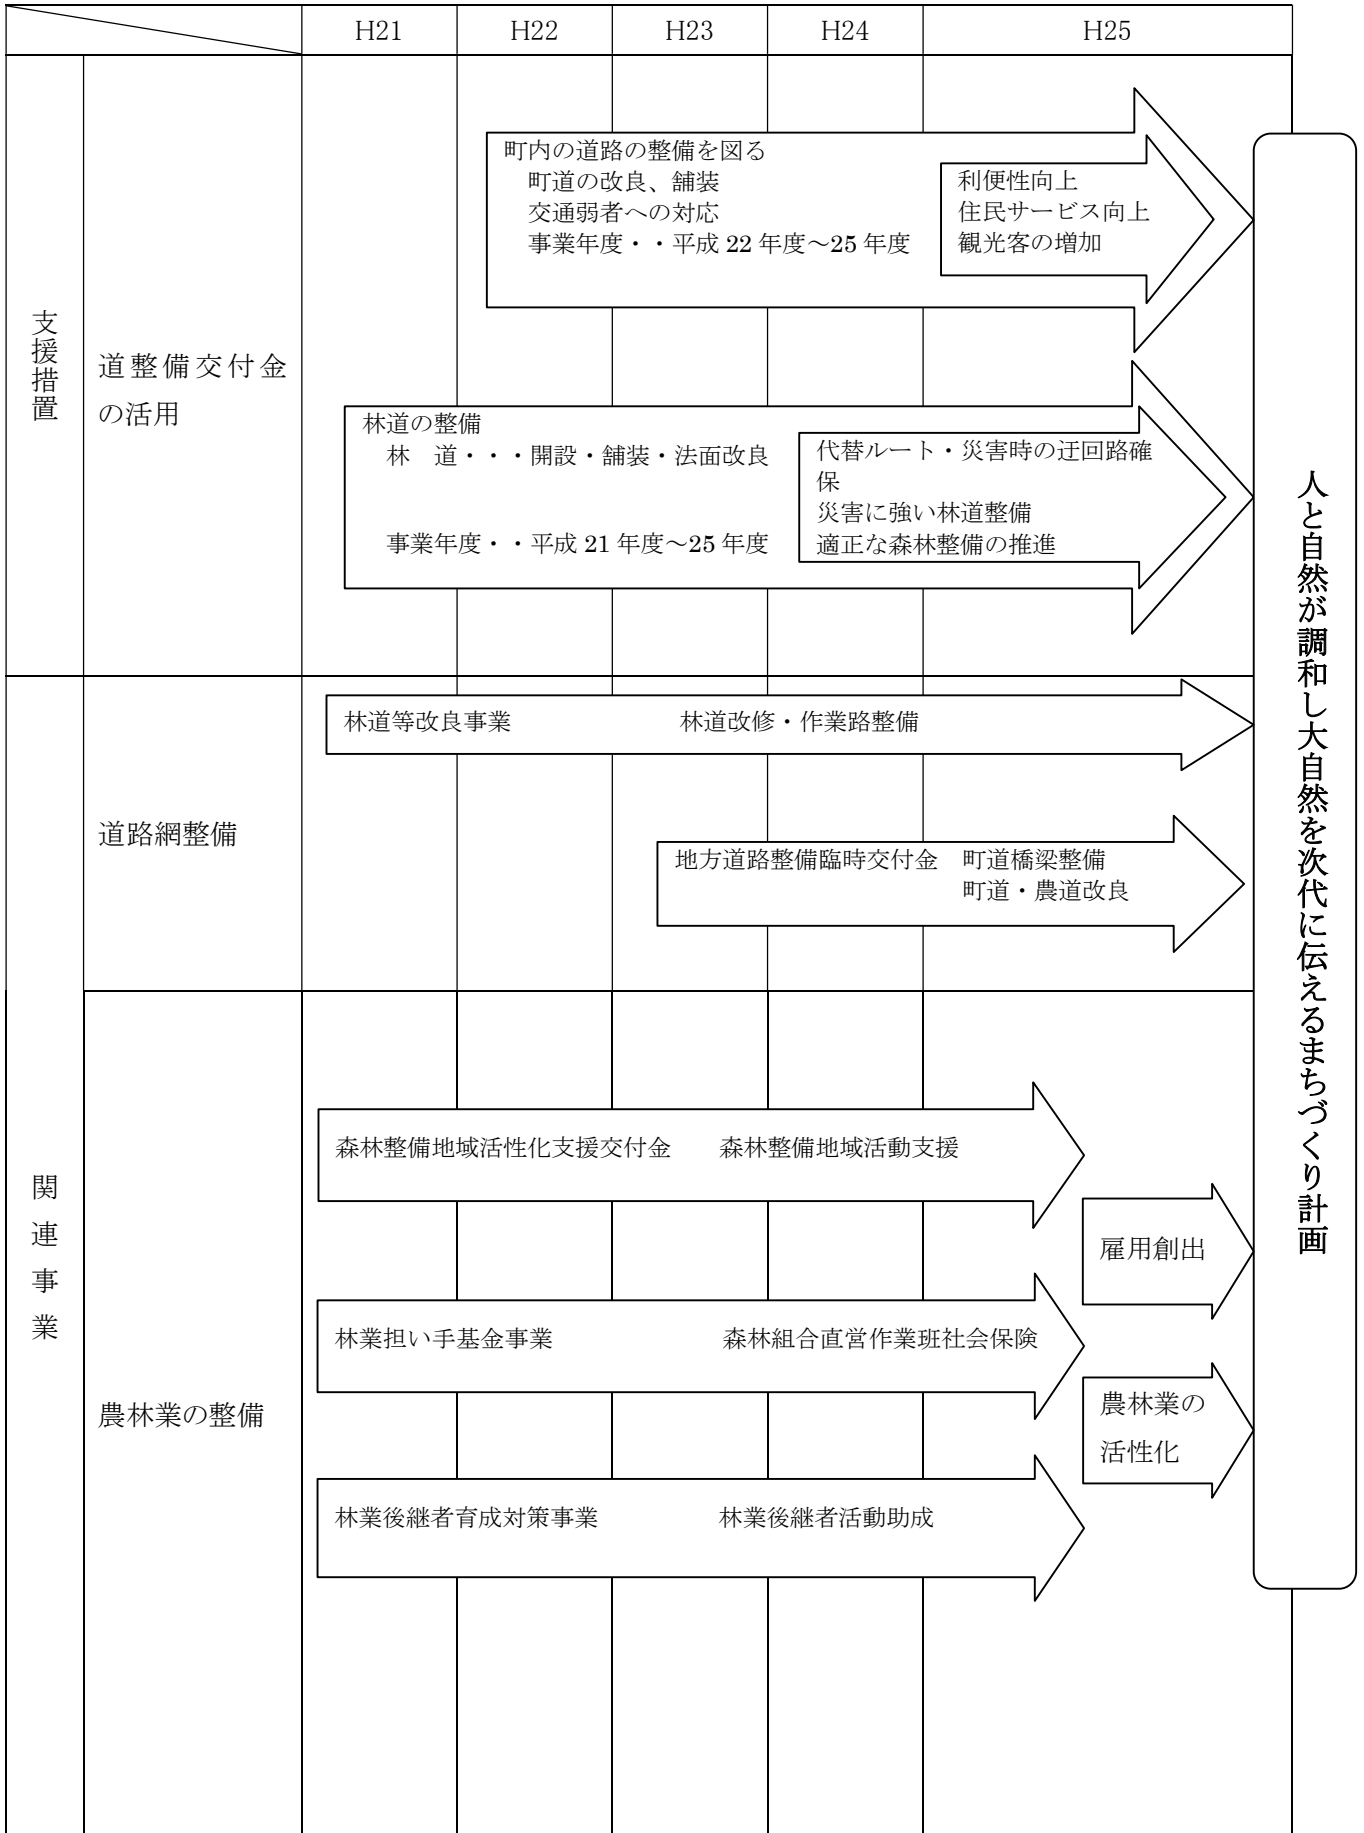 H21
H22
H23
H24
H25
支援措置
道整備交付金
の活用
町内の道路の整備を図る
町道の改良、舗装
交通弱者への対応
事業年度・・平成 22 年度～25 年度
利便性向上
住民サービス向上
観光客の増加
林道の整備
林　道・・・開設・舗装・法面改良
事業年度・・平成 21 年度～25 年度
代替ルート・災害時の迂回路確
保
災害に強い林道整備
適正な森林整備の推進
関連事業
道路網整備
林道等改良事業　林道改修・作業路整備
地方道路整備臨時交付金　町道橋梁整備
町道・農道改良
農林業の整備
森林整備地域活性化支援交付金　森林整備地域活動支援
林業担い手基金事業　森林組合直営作業班社会保険
林業後継者育成対策事業　林業後継者活動助成
雇用創出
農林業の
活性化
人と自然が調和し大自然を次代に伝えるまちづくり計画